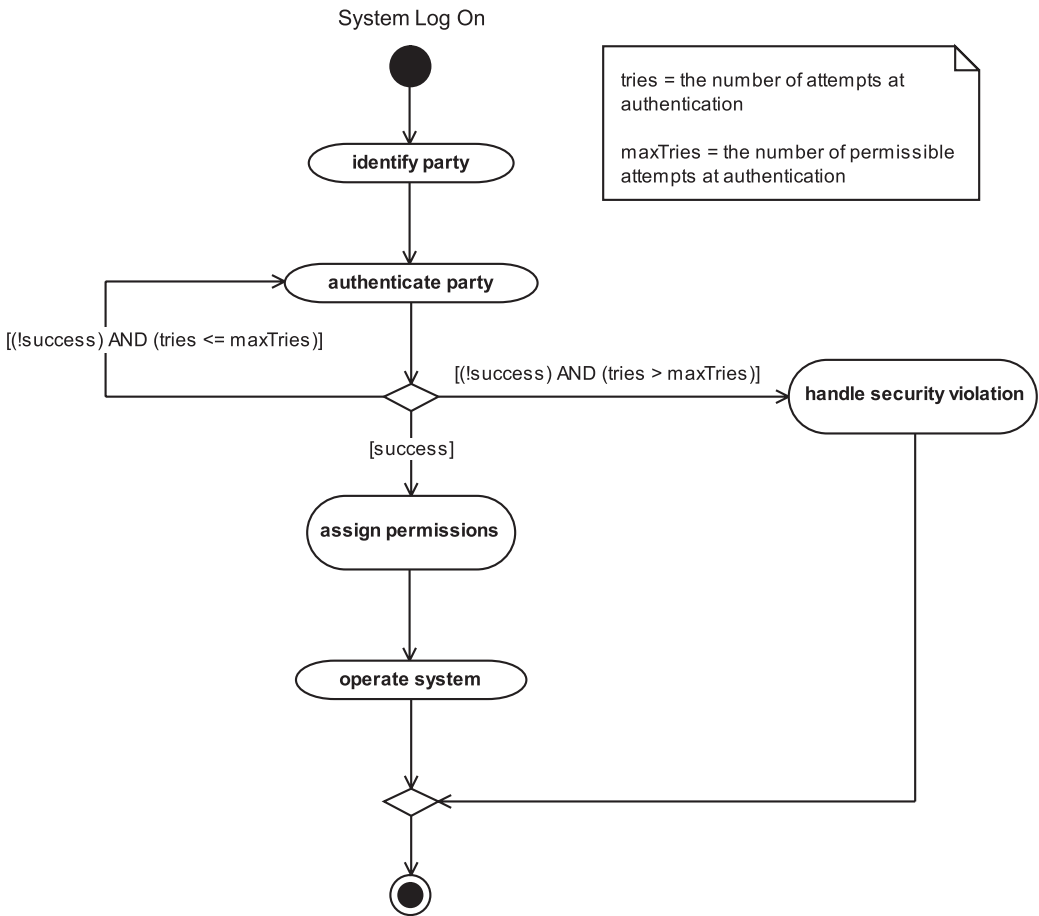 System Log On
tries = the number of attempts at
authentication
maxTries = the number of permissible
attempts at authentication
identify party
authenticate party
[(!success) AND (tries <= maxTries)]
[(!success) AND (tries > maxTries)]
handle security violation
[success]
assign permissions
operate system